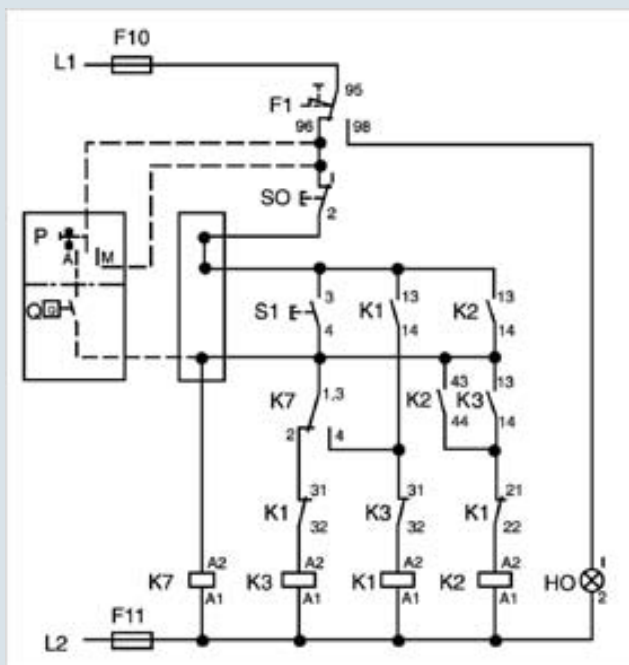 F10
L1
95
F1
96 98
1
SO E
2
P
A M
3 13 13
S1 E K1 K2
4 14 14
Q
43 13
K7 1,3 K2 K3
2 4 44 14
31 31 21
K1 K3 K1
32 32 22
A2 A2 A2 A2 1
K7 K3 K1 K2 HO
A1 A1 A1 A1 2
F11
L2